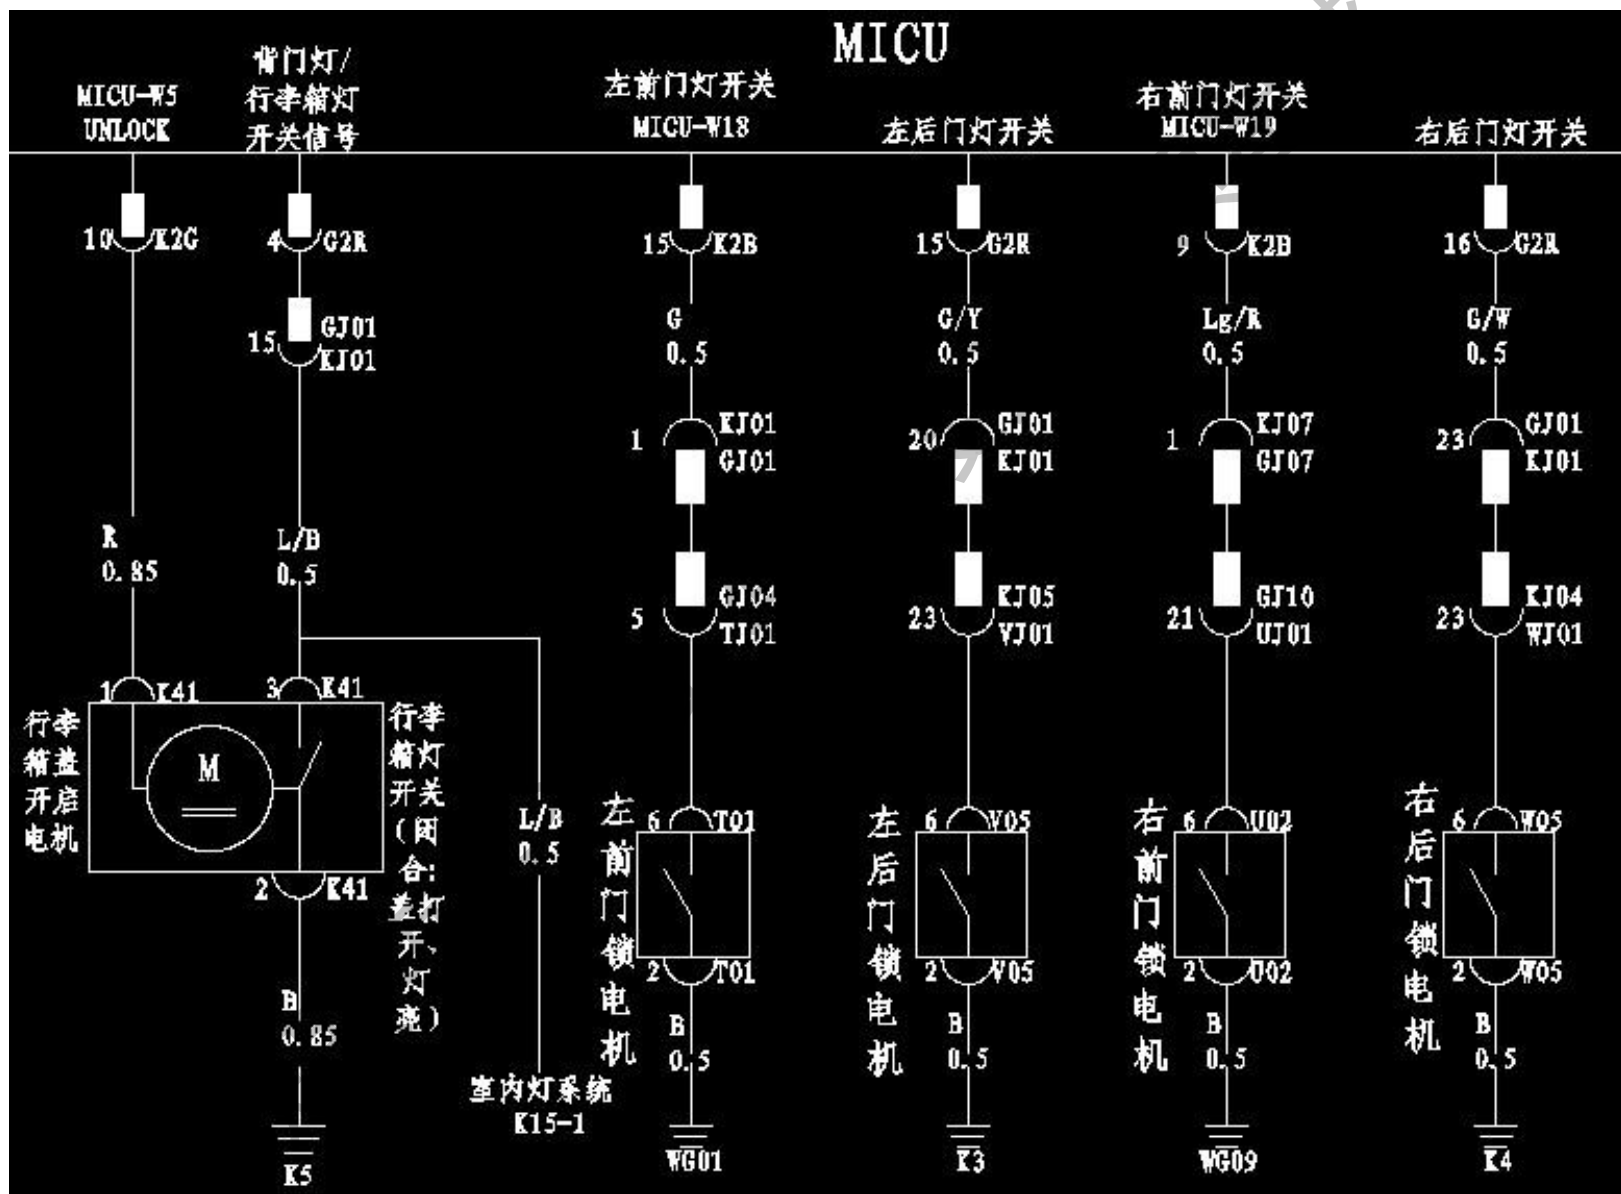 MICU
MICU-W5
UNLOCK
背门灯/
行李箱灯
开关信号
左前门灯开关
MICU-W18
左后门灯开关
右前门灯开关
MICU-W19
右后门灯开关
10 K2G
4 G2R
15 K2B
15 G2R
9 K2B
16 G2R
15 GJ01
KJ01
G
0.5
G/Y
0.5
Lg/R
0.5
G/W
0.5
1 KJ01
GJ01
20 GJ01
KJ01
1 KJ07
GJ07
23 GJ01
KJ01
R
0.85
L/B
0.5
5 GJ04
TJ01
23 KJ05
VJ01
21 GJ10
UJ01
23 KJ04
WJ01
1 K41
3 K41
行李
箱盖
开启
电机
M
行李
箱灯
开关
(闭
合:
盖打
开、
灯
亮)
2 K41
B
0.85
K5
L/B
0.5
室内灯系统
K15-1
左前门锁电机
6 T01
2 T01
B
0.5
WG01
左后门锁电机
6 V05
2 V05
B
0.5
K3
右前门锁电机
6 U02
2 U02
B
0.5
WG09
右后门锁电机
6 W05
2 W05
B
0.5
K4